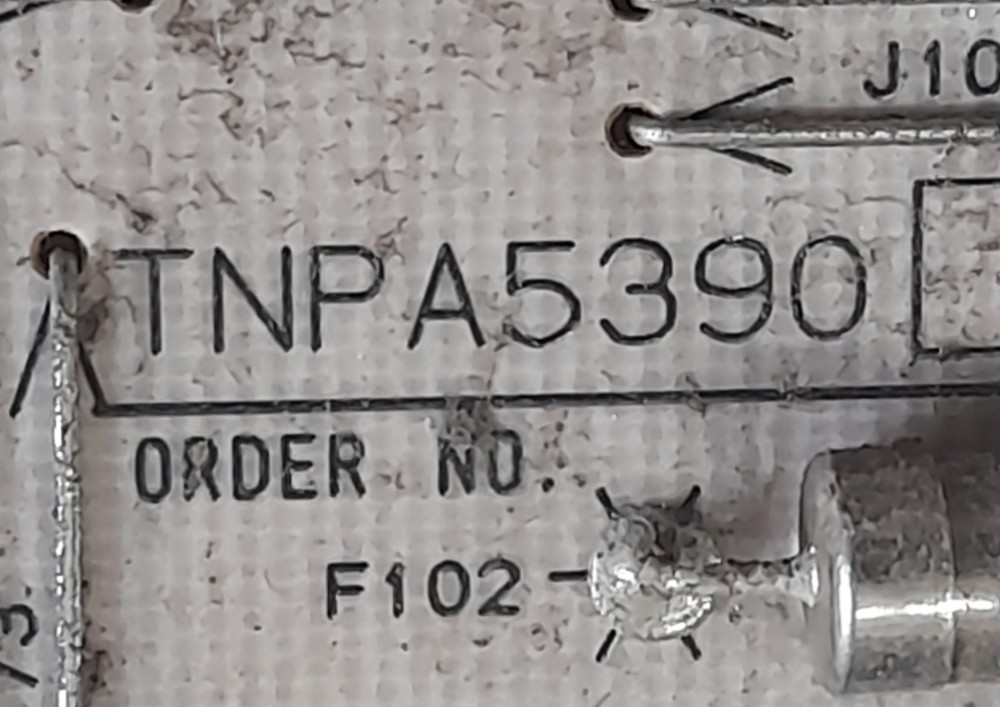 J10
TNPA5390
ORDER NO.
F102